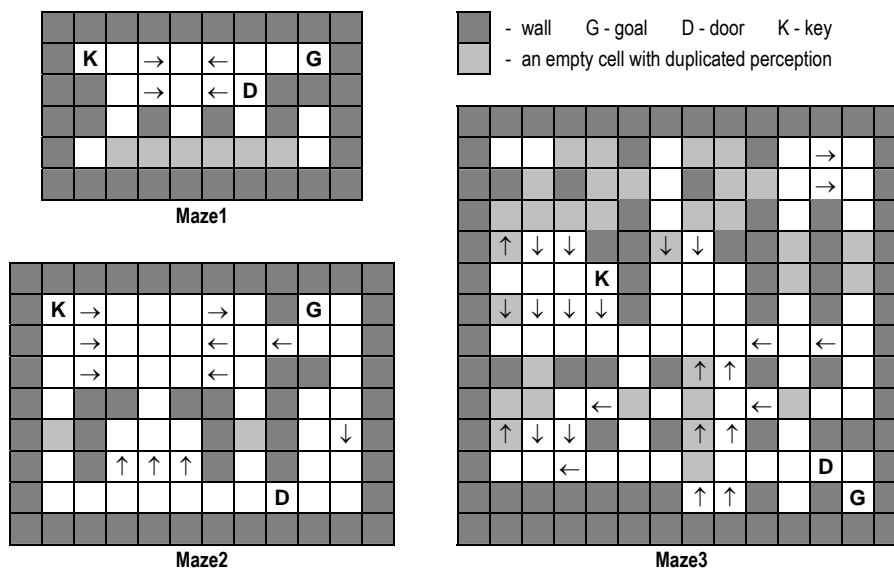 - wall G - goal D - door K - key
- an empty cell with duplicated perception
K → ← G
→ ← D
Maze1
K → → G
→ ← ←
→ ←
↓
↑ ↑ ↑
D
Maze2
→
→
↑ ↓ ↓ ↓ ↓
K
↓ ↓ ↓ ↓
← ←
↑ ↑
← ←
↑ ↓ ↓ ↑ ↑
← D
↑ ↑ G
Maze3